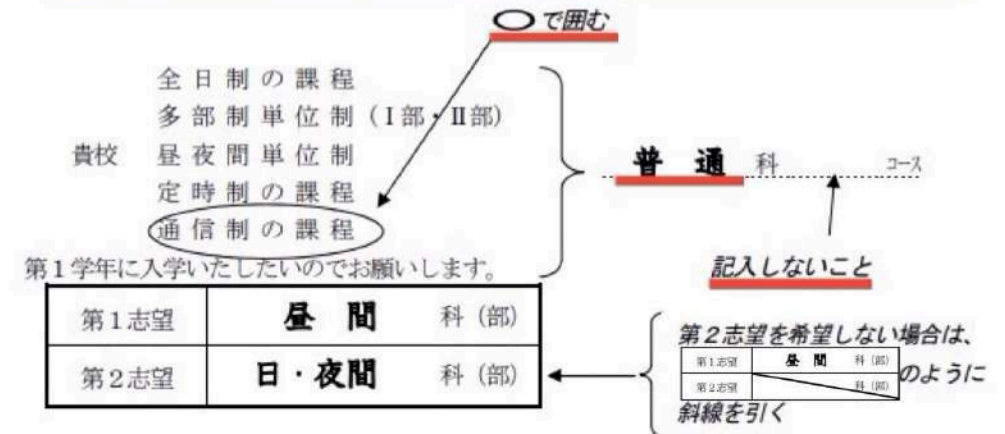 ◯で囲む
全日制の課程
多部制単位制(Ⅰ部・Ⅱ部)
貴校 昼夜間単位制
定時制の課程
通信制の課程
普通 科 コース
第1学年に入学いたしたいのでお願いします。
記入しないこと
第1志望 昼間 科(部)
第2志望 日・夜間 科(部)
第2志望を希望しない場合は、
第1志望 昼間 科(部)
第2志望 科(部)
のように
斜線を引く